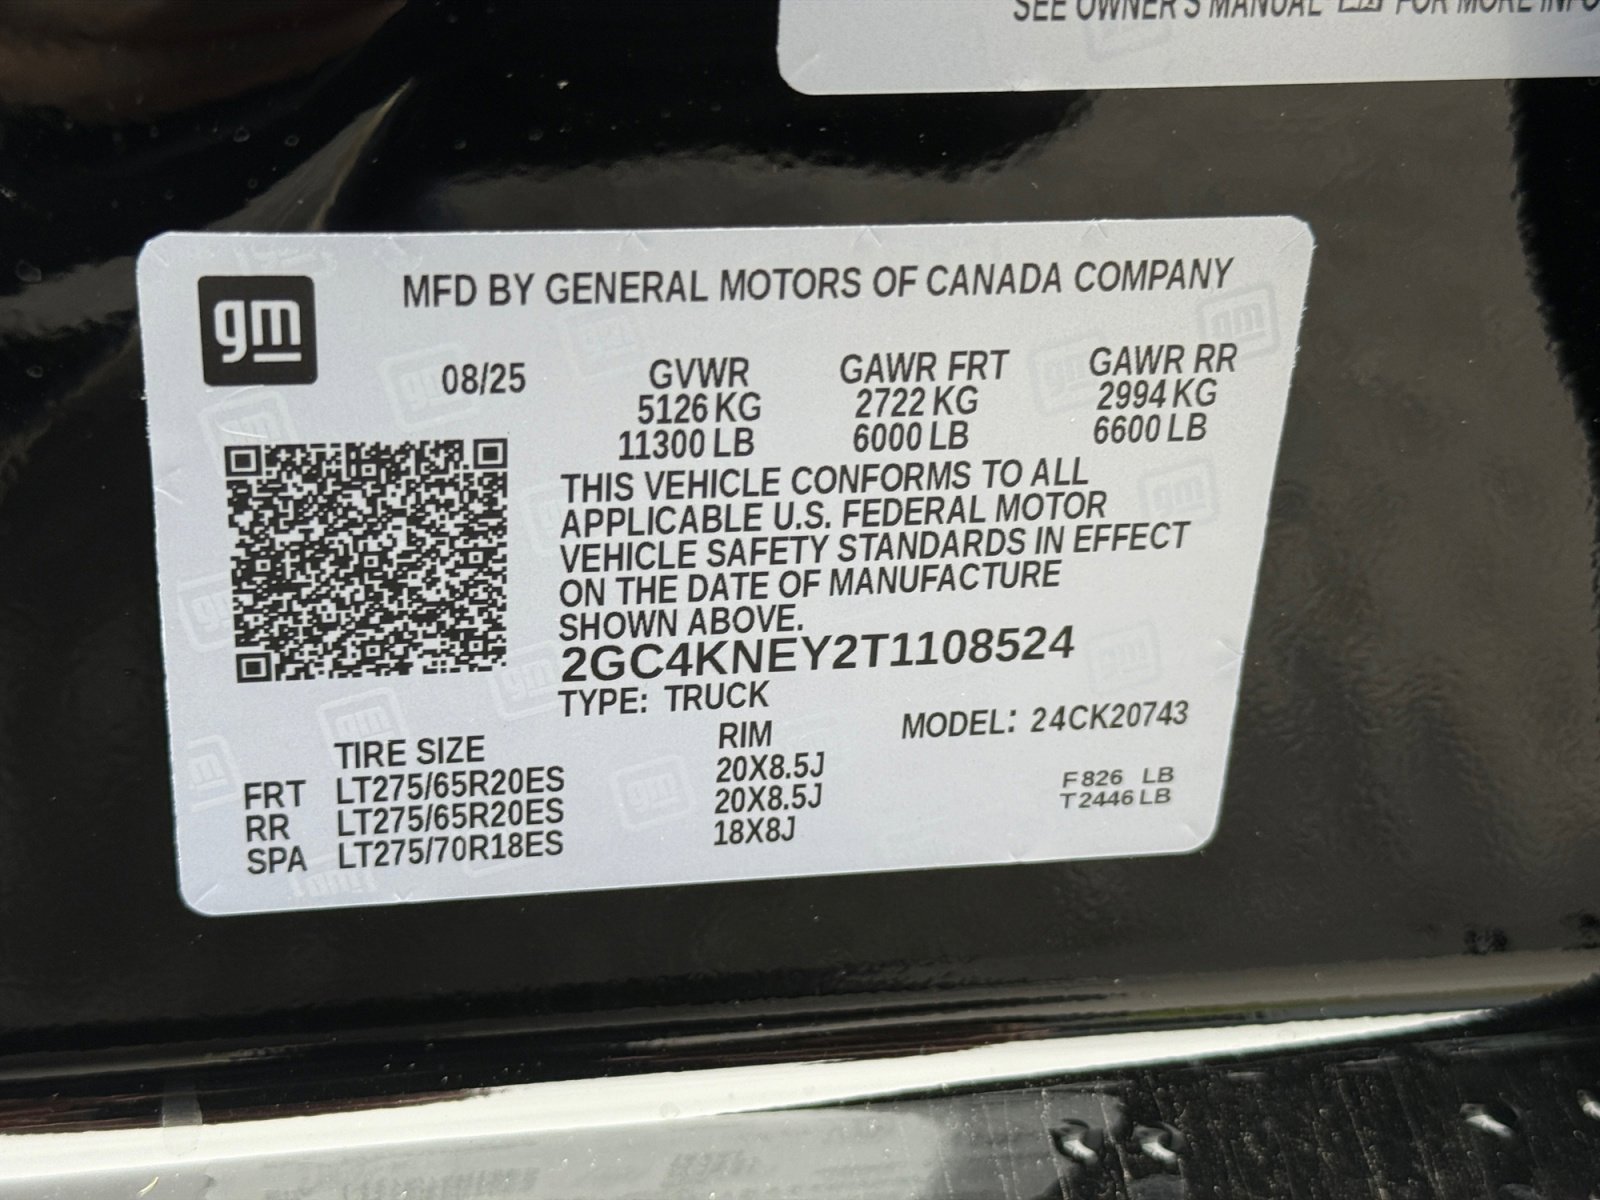 SEE OWNER'S MANUAL FOR MORE INFO
gm
MFD BY GENERAL MOTORS OF CANADA COMPANY
08/25 GVWR GAWR FRT GAWR RR
5126 KG 2722 KG 2994 KG
11300 LB 6000 LB 6600 LB
THIS VEHICLE CONFORMS TO ALL
APPLICABLE U.S. FEDERAL MOTOR
VEHICLE SAFETY STANDARDS IN EFFECT
ON THE DATE OF MANUFACTURE
SHOWN ABOVE.
2GC4KNEY2T1108524
TYPE: TRUCK
TIRE SIZE RIM MODEL: 24CK20743
FRT LT275/65R20ES 20X8.5J
RR LT275/65R20ES 20X8.5J
SPA LT275/70R18ES 18X8J
F 826 LB
T 2446 LB